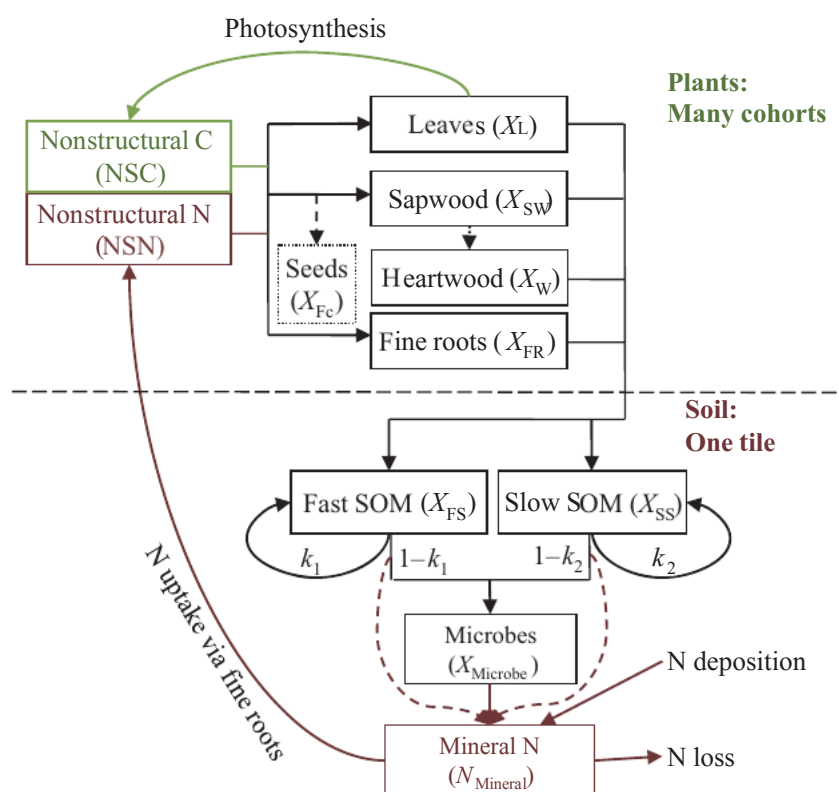 Photosynthesis
Plants:
Many cohorts
Nonstructural C
(NSC)
Nonstructural N
(NSN)
Leaves (XL)
Sapwood (XSW)
Seeds
(XFc)
Heartwood (XW)
Fine roots (XFR)
Soil:
One tile
Fast SOM (XFS)
Slow SOM (XSS)
k1
1–k1
1–k2
k2
Microbes
(XMicrobe)
N uptake via fine roots
N deposition
Mineral N
(NMineral)
N loss